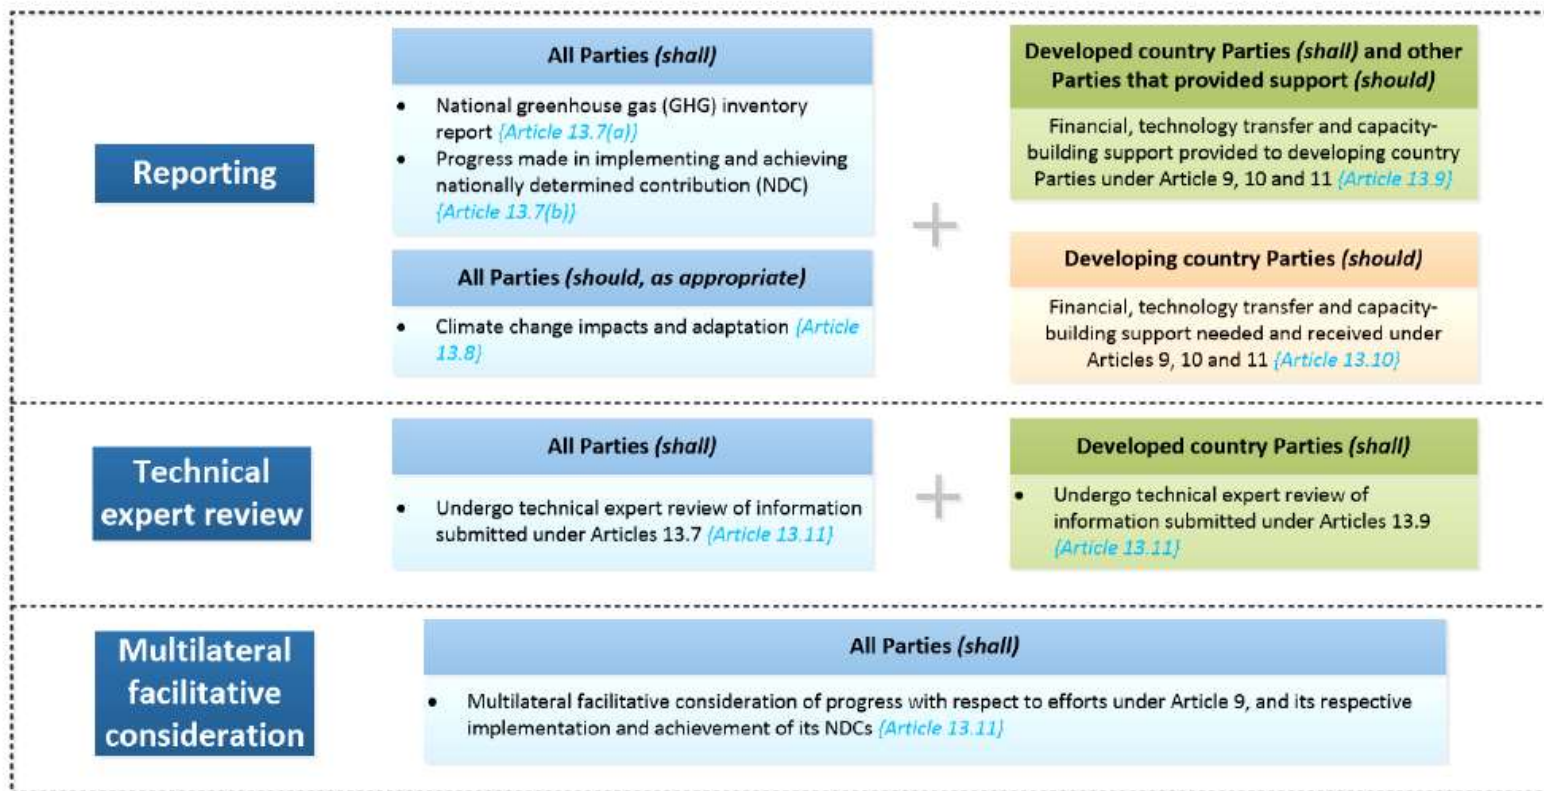 Reporting
All Parties (shall)
• National greenhouse gas (GHG) inventory
report {Article 13.7(a)}
• Progress made in implementing and achieving
nationally determined contribution (NDC)
{Article 13.7(b)}
All Parties (should, as appropriate)
• Climate change impacts and adaptation {Article
13.8}
+
Developed country Parties (shall) and other
Parties that provided support (should)
Financial, technology transfer and capacity-
building support provided to developing country
Parties under Article 9, 10 and 11 {Article 13.9}
Developing country Parties (should)
Financial, technology transfer and capacity-
building support needed and received under
Articles 9, 10 and 11 {Article 13.10}
Technical
expert review
All Parties (shall)
• Undergo technical expert review of information
submitted under Articles 13.7 {Article 13.11}
+
Developed country Parties (shall)
• Undergo technical expert review of
information submitted under Articles 13.9
{Article 13.11}
Multilateral
facilitative
consideration
All Parties (shall)
• Multilateral facilitative consideration of progress with respect to efforts under Article 9, and its respective
implementation and achievement of its NDCs {Article 13.11}